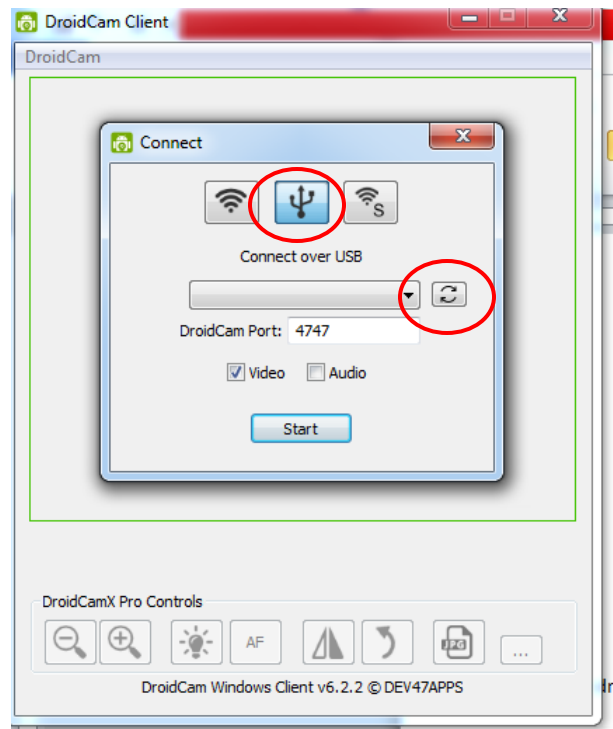 DroidCam Client
DroidCam
Connect
S
Connect over USB
DroidCam Port: 4747
Video Audio
Start
DroidCamX Pro Controls
AF
JPG
...
DroidCam Windows Client v6.2.2 © DEV47APPS